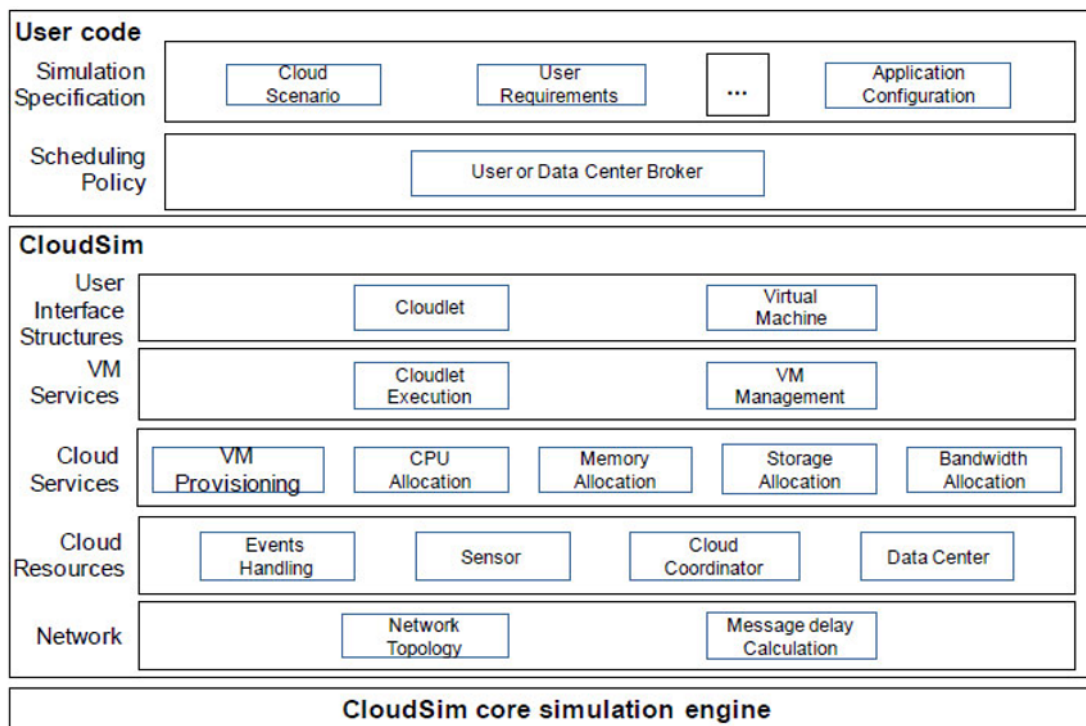 User code
Simulation
Specification
Cloud
Scenario
User
Requirements
...
Application
Configuration
Scheduling
Policy
User or Data Center Broker
CloudSim
User
Interface
Structures
Cloudlet
Virtual
Machine
VM
Services
Cloudlet
Execution
VM
Management
Cloud
Services
VM
Provisioning
CPU
Allocation
Memory
Allocation
Storage
Allocation
Bandwidth
Allocation
Cloud
Resources
Events
Handling
Sensor
Cloud
Coordinator
Data Center
Network
Network
Topology
Message delay
Calculation
CloudSim core simulation engine